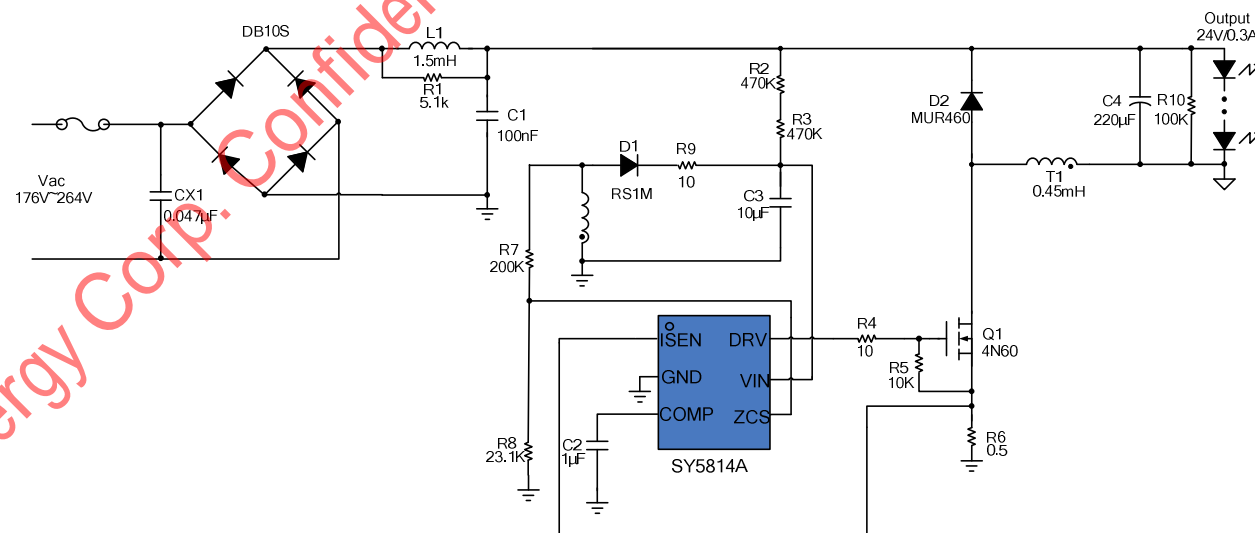 Output
24V/0.3A
DB10S
L1
1.5mH
R1
5.1k
C1
100nF
R2
470K
R3
470K
D2
MUR460
C4
220µF
R10
100K
Vac
176V~264V
CX1
0.047µF
D1
RS1M
R9
10
C3
10µF
T1
0.45mH
R7
200K
ISEN
DRV
GND
VIN
COMP
ZCS
SY5814A
R4
10
R5
10K
Q1
4N60
R8
23.1K
C2
1µF
R6
0.5
ergy Corp. Confiden